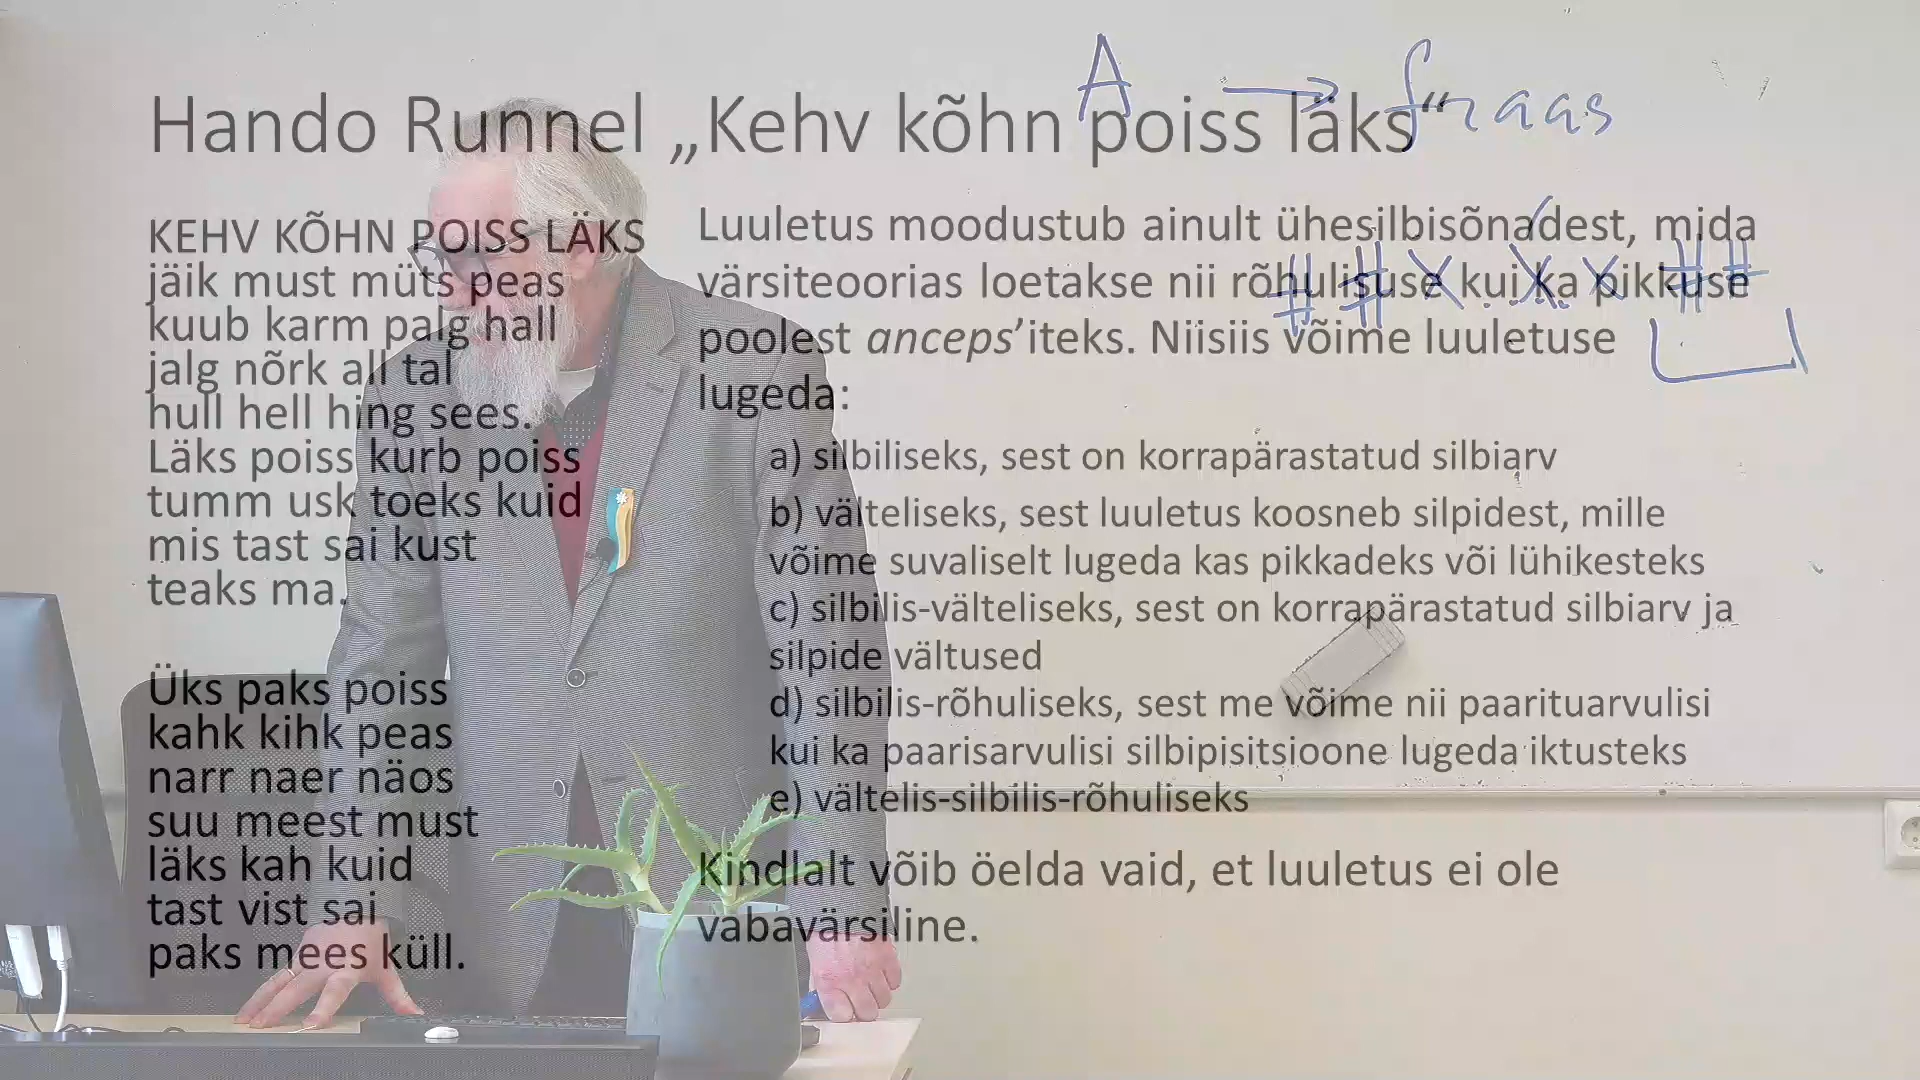 A → fraas
Hando Runnel „Kehv kõhn poiss läks“
KEHV KÕHN POISS LÄKS
jäik must müts peas
kuub karm palg hall
jalg nõrk all tal
hull hell hing sees.
Läks poiss kurb poiss
tumm usk toeks kuid
mis tast sai kust
teaks ma.
Üks paks poiss
kahk kihk peas
narr naer näos
suu meest must
läks kah kuid
tast vist sai
paks mees küll.
Luuletus moodustub ainult ühesilbisõnadest, mida
värsiteoorias loetakse nii rõhulisuse kui ka pikkuse
poolest anceps’iteks. Niisiis võime luuletuse
lugeda:
a) silbiliseks, sest on korrapärastatud silbiarv
b) välteliseks, sest luuletus koosneb silpidest, mille
võime suvaliselt lugeda kas pikkadeks või lühikesteks
c) silbilis-välteliseks, sest on korrapärastatud silbiarv ja
silpide vältused
d) silbilis-rõhuliseks, sest me võime nii paarituarvulisi
kui ka paarisarvulisi silbipisitsioone lugeda iktusteks
e) vältelis-silbilis-rõhuliseks
Kindlalt võib öelda vaid, et luuletus ei ole
vabavärsiline.
# # x x x # #